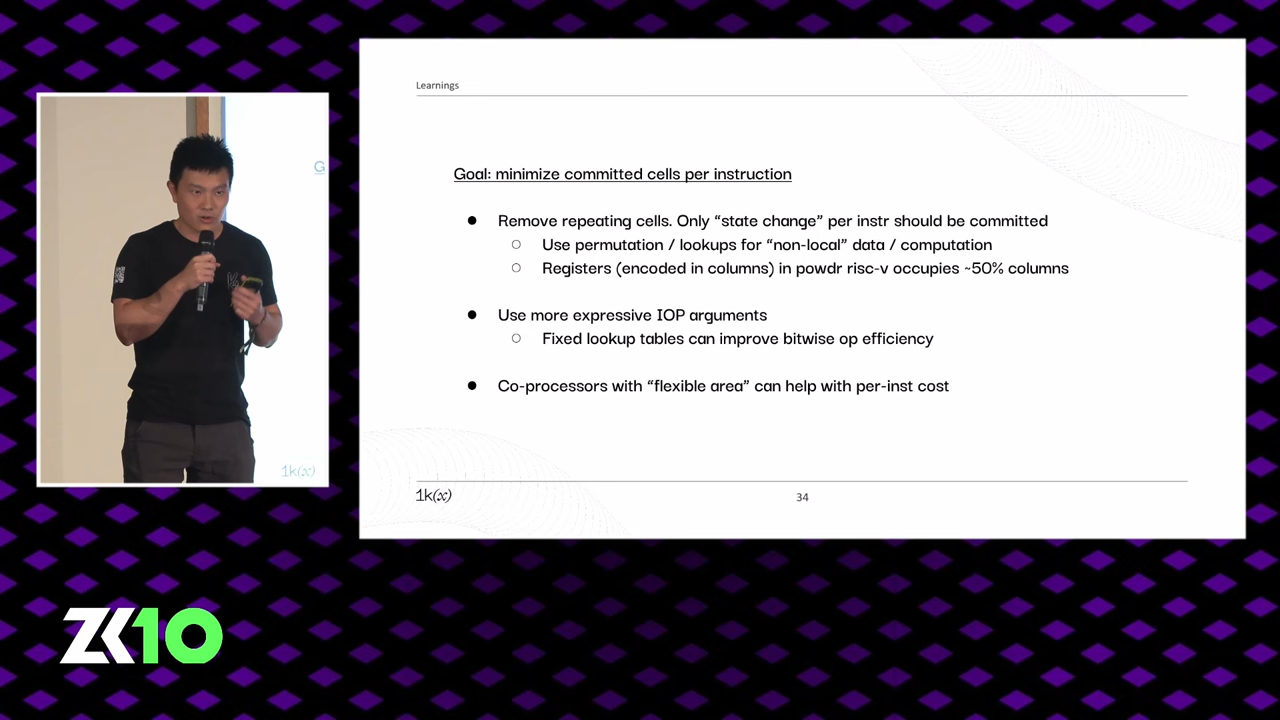 G
1k(x)
Learnings
Goal: minimize committed cells per instruction
● Remove repeating cells. Only “state change” per instr should be committed
○ Use permutation / lookups for “non-local” data / computation
○ Registers (encoded in columns) in powdr risc-v occupies ~50% columns
● Use more expressive IOP arguments
○ Fixed lookup tables can improve bitwise op efficiency
● Co-processors with “flexible area” can help with per-inst cost
1k(x)
34
ZK10